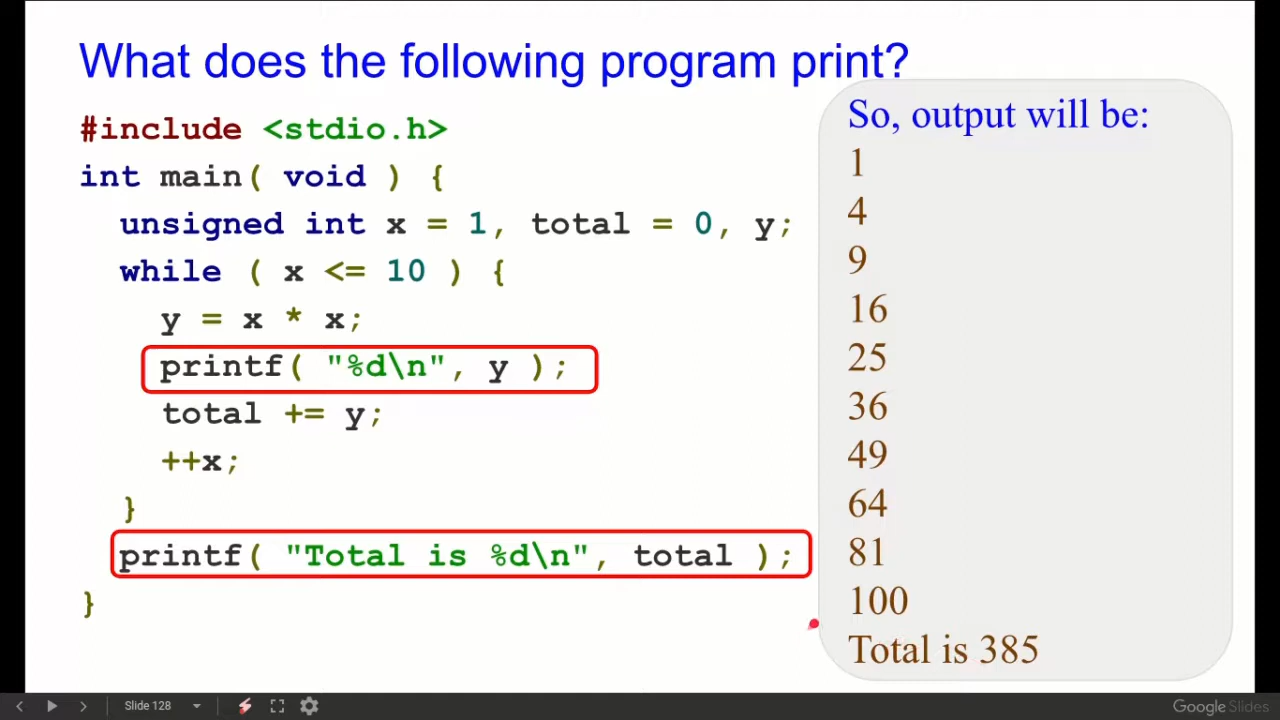 What does the following program print?
#include <stdio.h>
int main( void ) {
unsigned int x = 1, total = 0, y;
while ( x <= 10 ) {
y = x * x;
printf( "%d\n", y );
total += y;
++x;
}
printf( "Total is %d\n", total );
}
So, output will be:
1
4
9
16
25
36
49
64
81
100
Total is 385
Slide 128
Google Slides